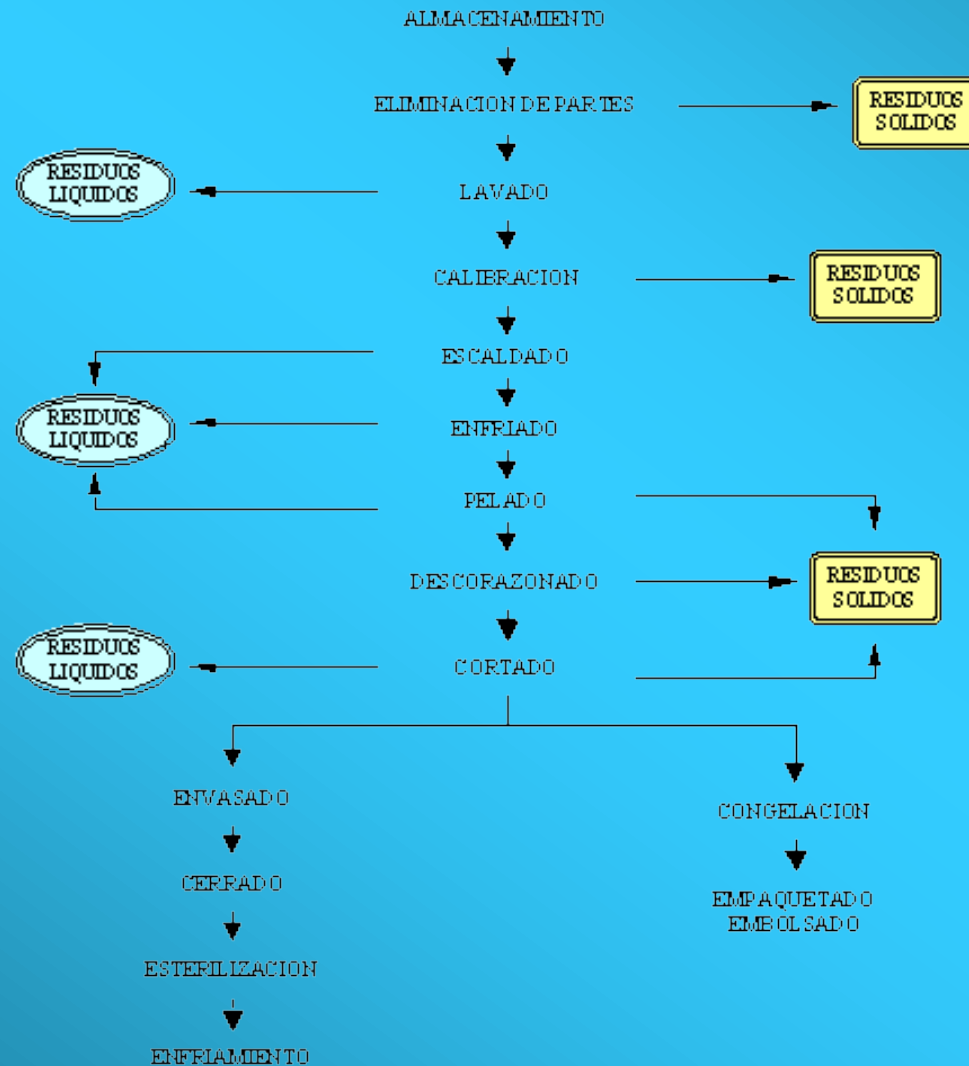 ALMACENAMIENTO
ELIMINACION DE PARTES
RESIDUOS
SOLIDOS
RESIDUOS
LIQUIDOS
LAVADO
CALIBRACION
RESIDUOS
SOLIDOS
ESCALDADO
RESIDUOS
LIQUIDOS
ENFRIADO
PELADO
DESCORAZONADO
RESIDUOS
SOLIDOS
RESIDUOS
LIQUIDOS
CORTADO
ENVASADO
CONGELACION
CERRADO
EMPAQUETADO
EMBOLSADO
ESTERILIZACION
ENFRIAMIENTO